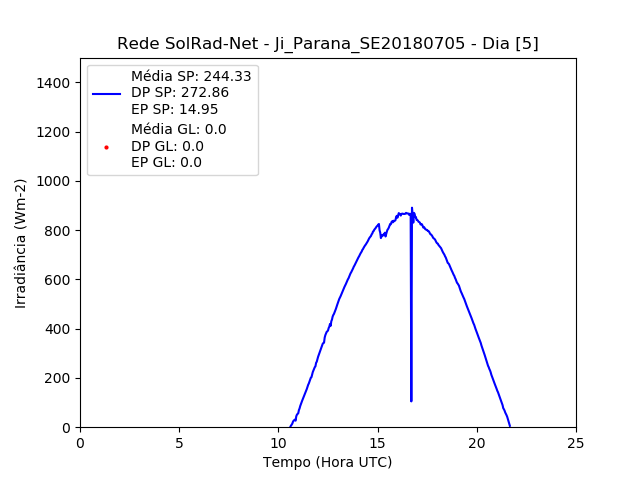 Rede SolRad-Net - Ji_Parana_SE20180705 - Dia [5]
Média SP: 244.33
DP SP: 272.86
EP SP: 14.95
Média GL: 0.0
DP GL: 0.0
EP GL: 0.0
Irradiância (Wm-2)
1400
1200
1000
800
600
400
200
0
0 5 10 15 20 25
Tempo (Hora UTC)